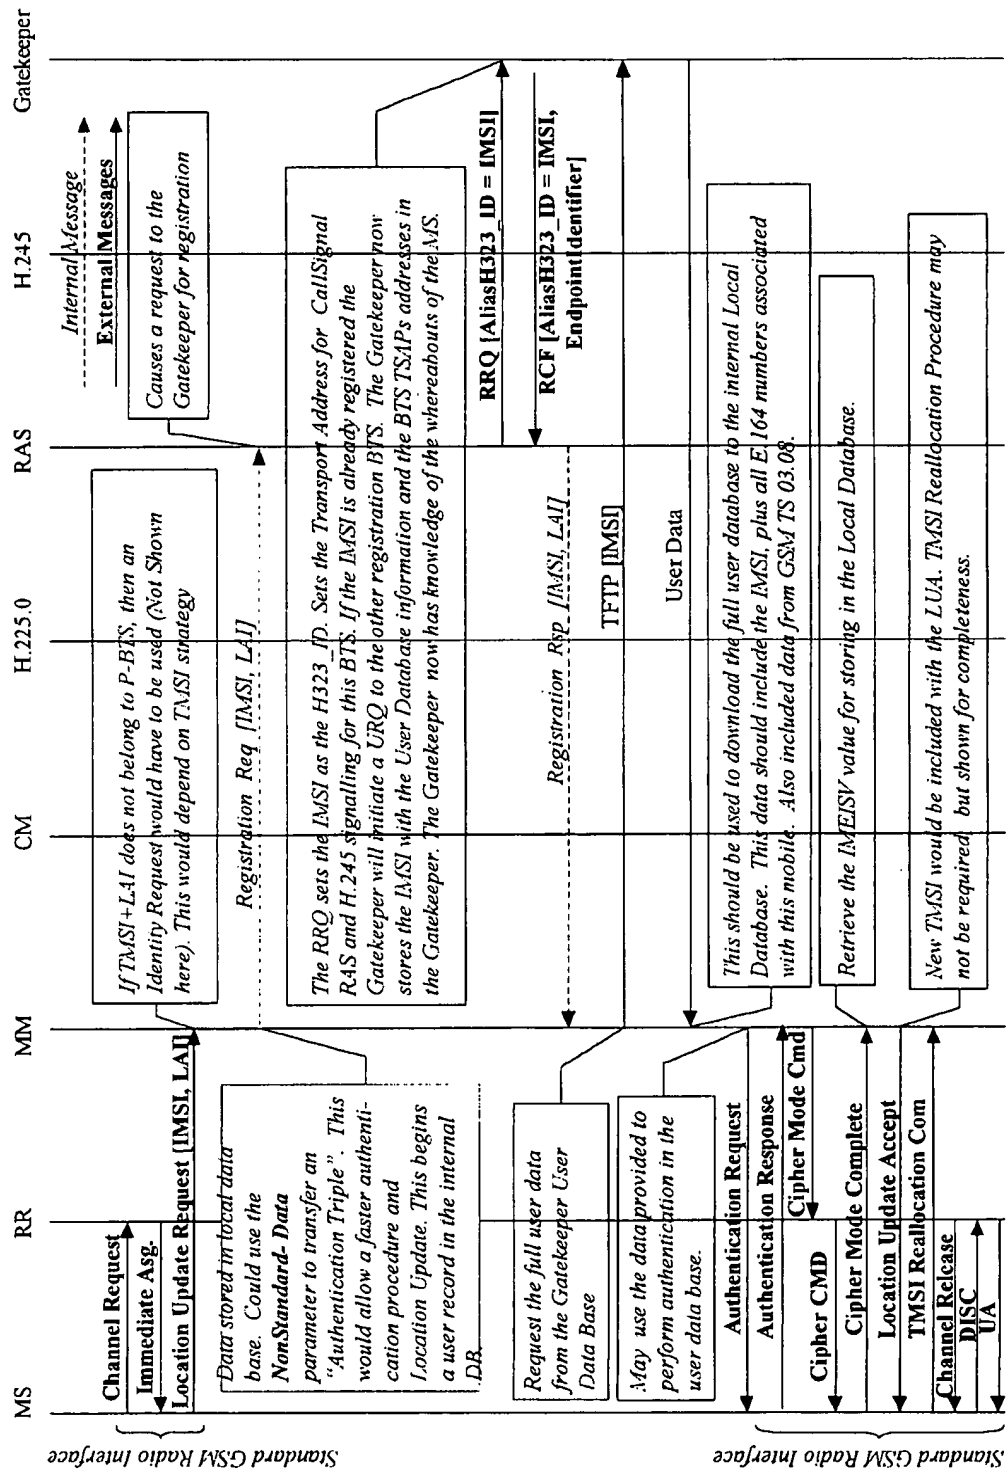 MS
RR
MM
CM
H225.0
RAS
H.245
Gatekeeper
Internal Message
External Messages
Standard GSM Radio Interface
Channel Request
Immediate Asg.
Location Update Request [IMSI, LAI]
If TMSI+LAI does not belong to P-BTS, then an
Identity Request would have to be used (Not Shown
here). This would depend on TMSI strategy
Causes a request to the
Gatekeeper for registration
Registration Req [IMSI, LAI]
Data stored in local data
base. Could use the
NonStandard- Data
parameter to transfer an
"Authentication Triple". This
would allow a faster authenti-
cation procedure and
Location Update. This begins
a user record in the internal
DB.
The RRQ sets the IMSI as the H323_ID. Sets the Transport Address for CallSignal
RAS and H.245 signalling for this BTS. If the IMSI is already registered the
Gatekeeper will initiate a URQ to the other registration BTS. The Gatekeeper now
stores the IMSI with the User Database information and the BTS TSAPs addresses in
the Gatekeeper. The Gatekeeper now has knowledge of the whereabouts of the MS.
RRQ [AliasH323_ID = IMSI]
RCF [AliasH323_ID = IMSI,
EndpointIdentifier]
Registration Rsp [IMSI, LAI]
Request the full user data
from the Gatekeeper User
Data Base
TFTP [IMSI]
May use the data provided to
perform authentication in the
user data base.
User Data
This should be used to download the full user database to the internal Local
Database. This data should include the IMSI, plus all E.164 numbers associated
with this mobile. Also included data from GSM TS 03.08.
Authentication Request
Authentication Response
Cipher Mode Cmd
Cipher CMD
Cipher Mode Complete
Retrieve the IMEISV value for storing in the Local Database.
Location Update Accept
TMSI Reallocation Com
New TMSI would be included with the LUA. TMSI Reallocation Procedure may
not be required, but shown for completeness.
Channel Release
DISC
UA
Standard GSM Radio Interface